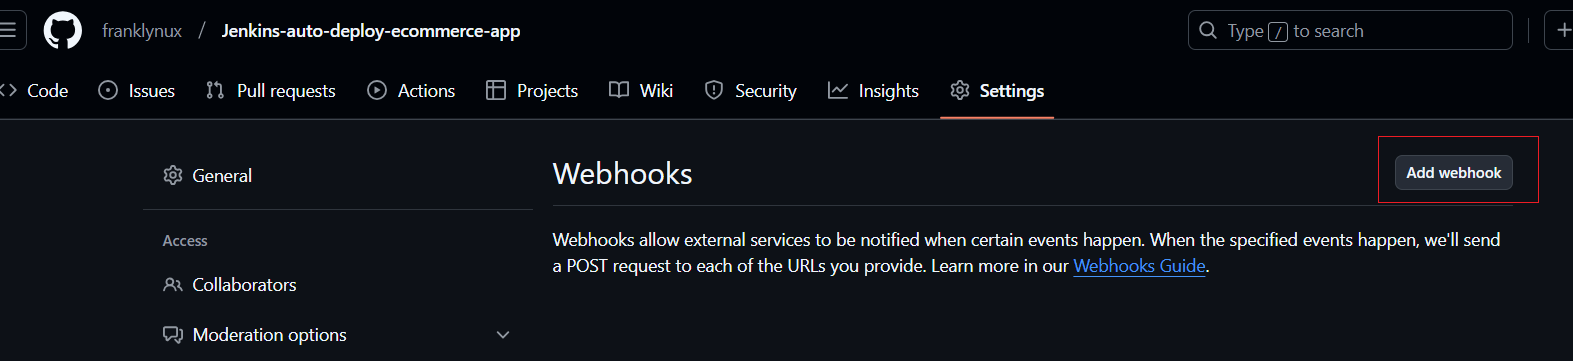 franklynux / Jenkins-auto-deploy-ecommerce-app
Type / to search
Code Issues Pull requests Actions Projects Wiki Security Insights Settings
General
Access
Collaborators
Moderation options
Webhooks
Add webhook
Webhooks allow external services to be notified when certain events happen. When the specified events happen, we'll send
a POST request to each of the URLs you provide. Learn more in our Webhooks Guide.